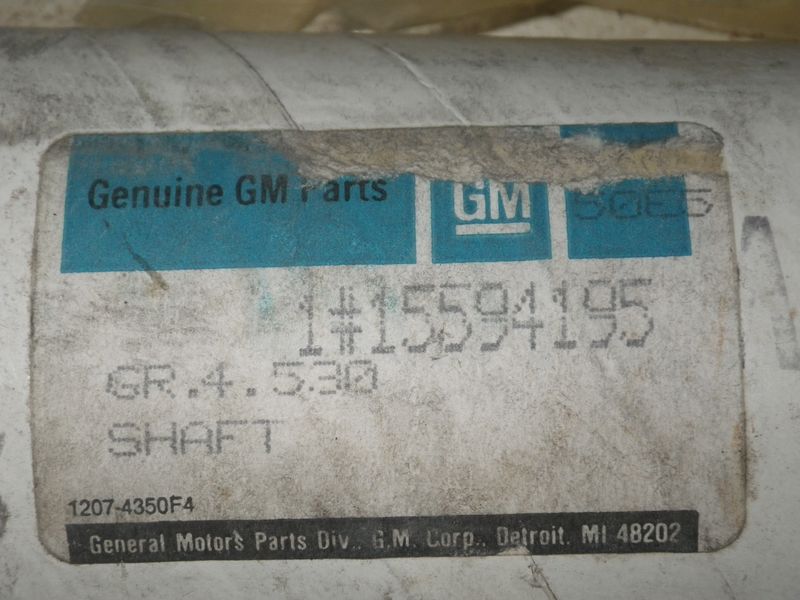 Genuine GM Parts GM 50E5
1#15594195
GR.4.530
SHAFT
1207-4350F4
General Motors Parts Div., G.M. Corp., Detroit, MI 48202